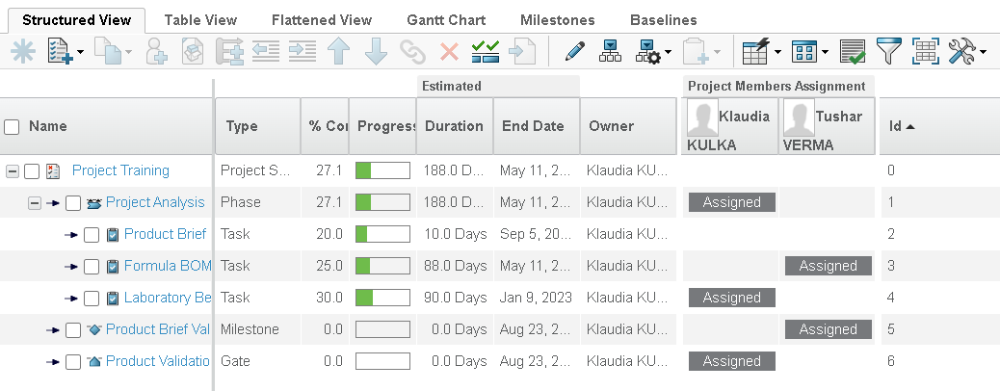 Structured View Table View Flattened View Gantt Chart Milestones Baselines
Estimated Project Members Assignment
Name Type % Cor Progress Duration End Date Owner Klaudia KULKA Tushar VERMA Id
Project Training Project S... 27.1 188.0 D... May 11, 2... Klaudia KU... 0
Project Analysis Phase 27.1 188.0 D... May 11, 2... Klaudia KU... Assigned 1
Product Brief Task 20.0 10.0 Days Sep 5, 20... Klaudia KU... 2
Formula BOM Task 25.0 88.0 Days May 11, 2... Klaudia KU... Assigned 3
Laboratory Be Task 30.0 90.0 Days Jan 9, 2023 Klaudia KU... Assigned 4
Product Brief Val Milestone 0.0 0.0 Days Aug 23, 2... Klaudia KU... Assigned 5
Product Validatio Gate 0.0 0.0 Days Aug 23, 2... Klaudia KU... Assigned 6